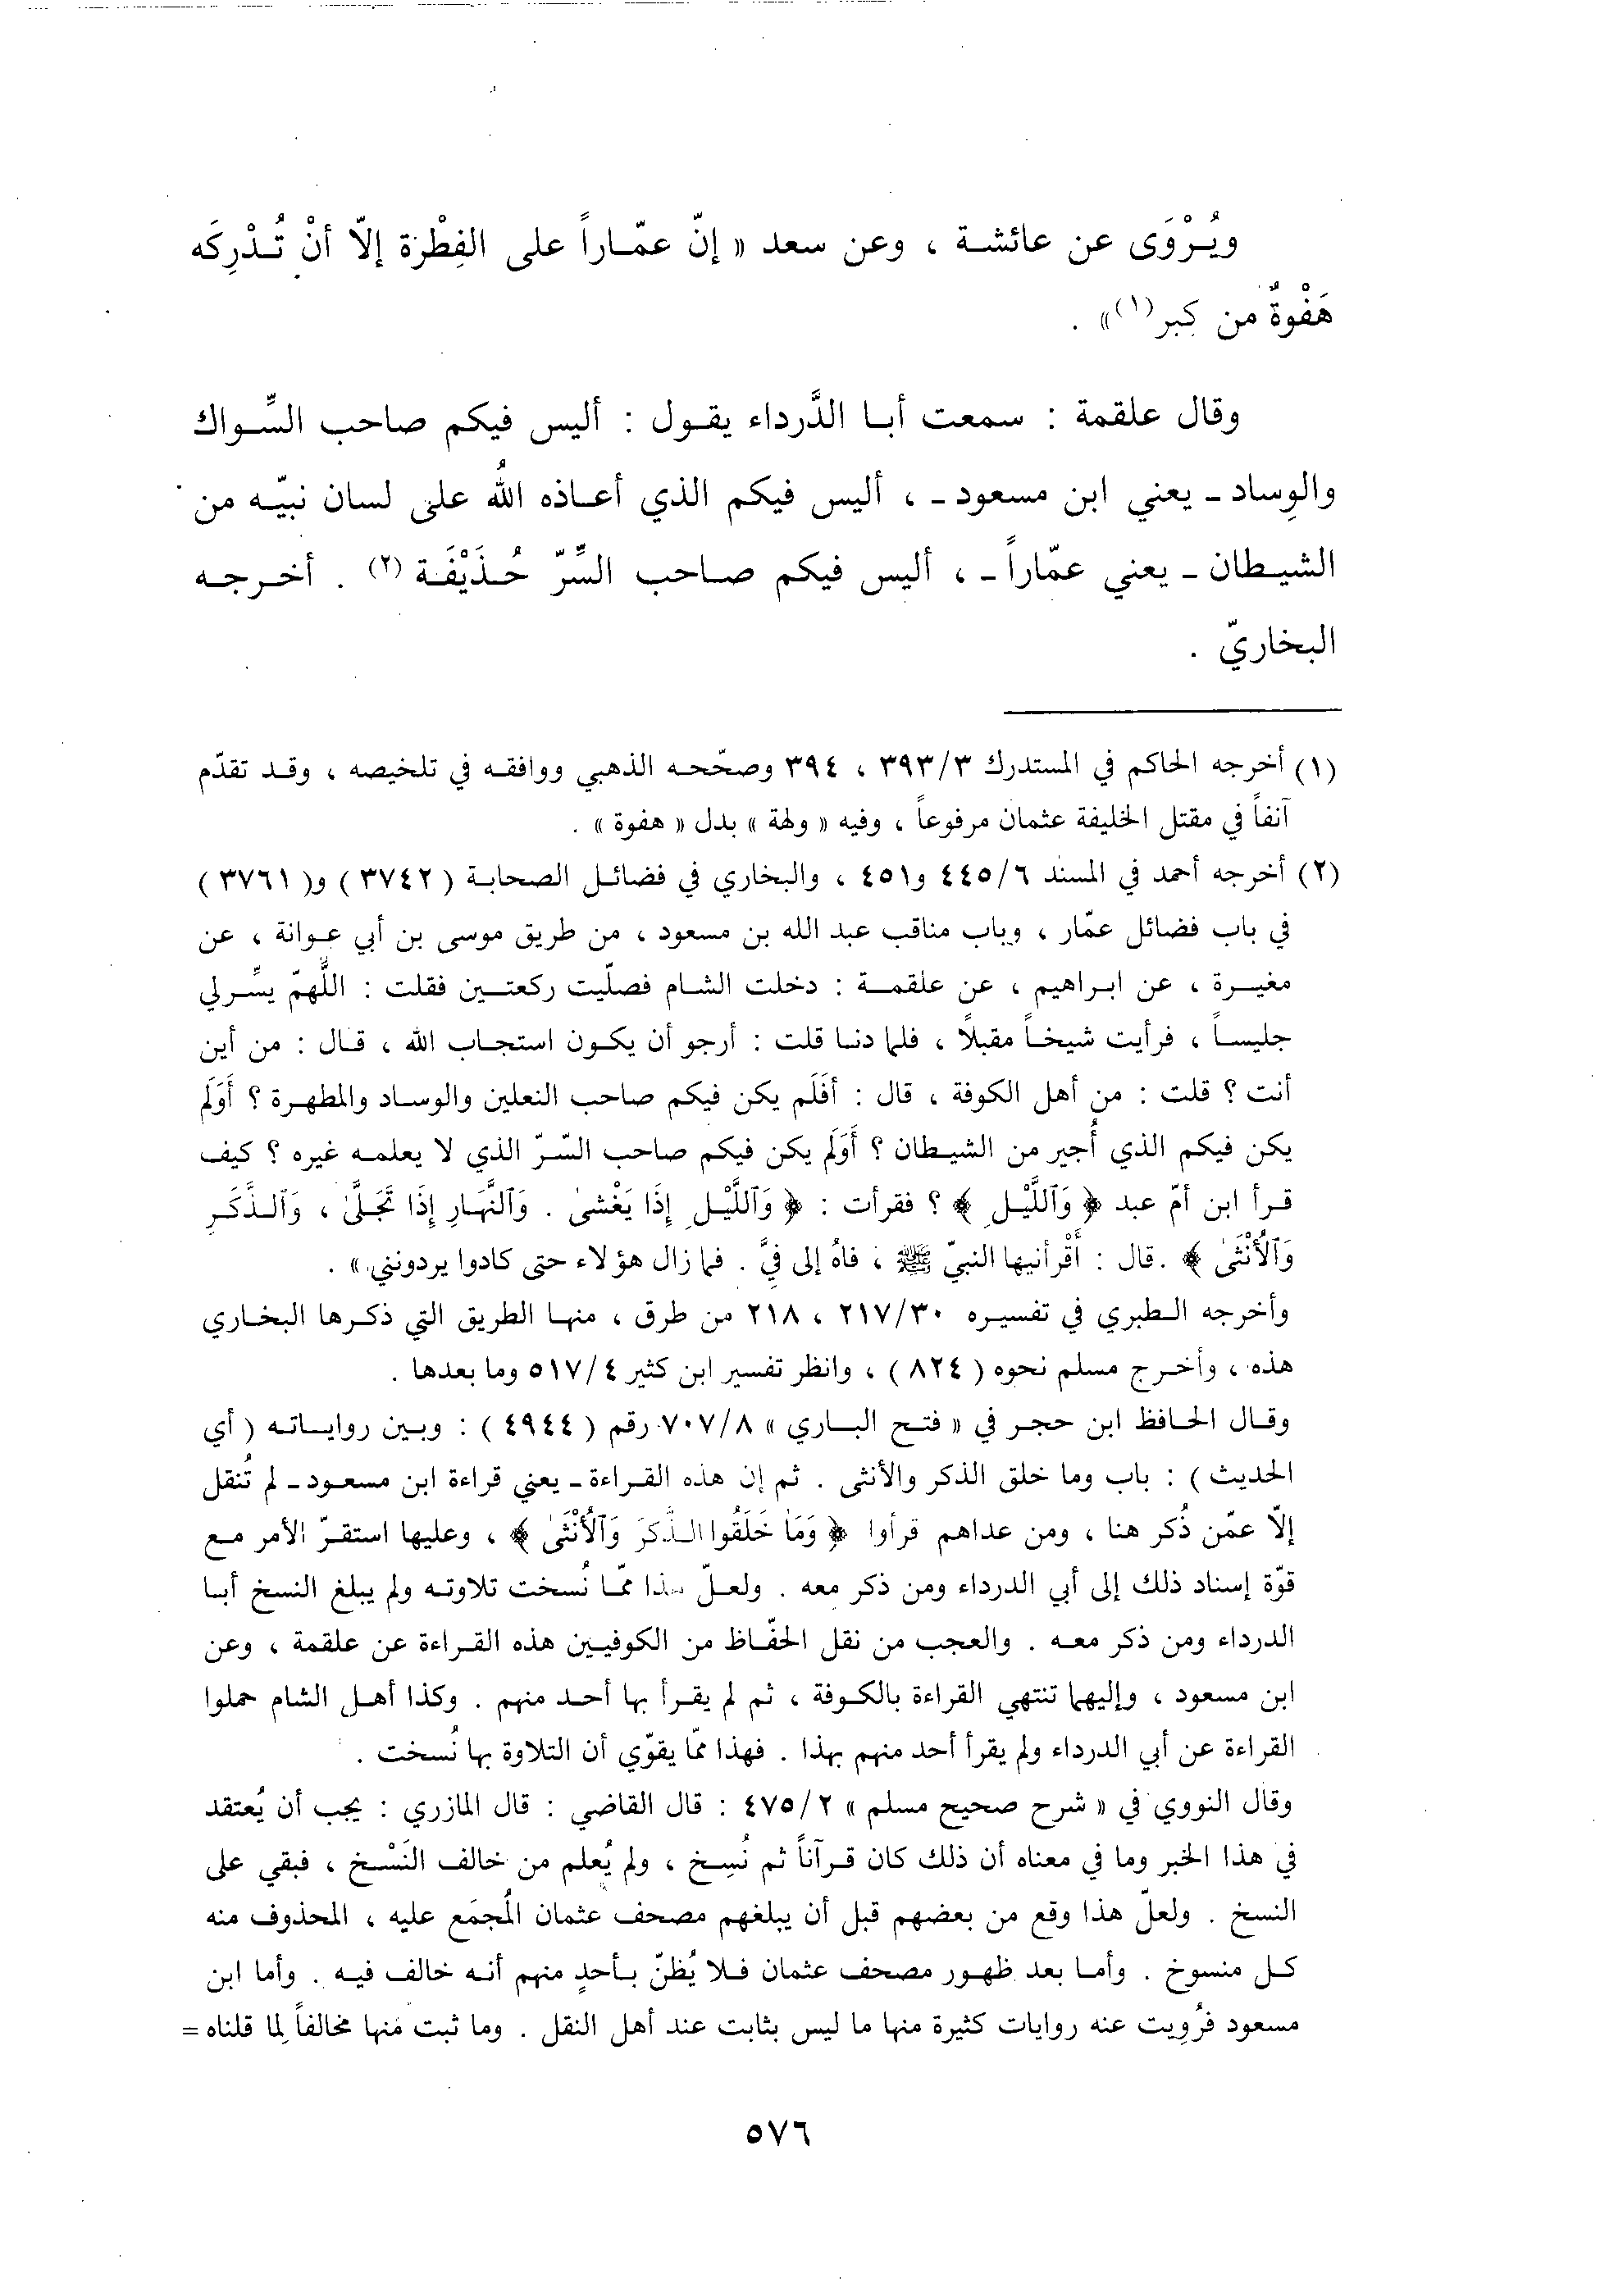 ويُرْوَى عن عائشة ، وعن سعد « إنّ عمّاراً على الفِطْرَة إلاّ أنْ تُدْرِكَه
هَفْوةٌ من كِبر(١)» .
وقال علقمة : سمعت أبا الدَّرداء يقول : أليس فيكم صاحب السِّواك
والوِساد - يعني ابن مسعود - ، أليس فيكم الذي أعاذه اللهُ على لسان نبيّه من
الشيطان - يعني عمّاراً - ، أليس فيكم صاحب السِّرّ حُذَيْفَة (٢) . أخرجه
البخاريّ .
(١) أخرجه الحاكم في المستدرك ٣٩٣/٣ ، ٣٩٤ وصحّحه الذهبي ووافقه في تلخيصه ، وقد تقدّم
آنفاً في مقتل الخليفة عثمان مرفوعاً ، وفيه « ولهة » بدل « هفوة » .
(٢) أخرجه أحمد في المسند ٤٤٥/٦ و٤٥١ ، والبخاري في فضائل الصحابة ( ٣٧٤٢ ) و( ٣٧٦١ )
في باب فضائل عمّار ، وباب مناقب عبد الله بن مسعود ، من طريق موسى بن أبي عوانة ، عن
مغيرة ، عن ابراهيم ، عن علقمة : دخلت الشام فصلّيت ركعتين فقلت : اللَّهمّ يسِّر لي
جليساً ، فرأيت شيخاً مقبلاً ، فلما دنا قلت : أرجو أن يكون استجاب الله ، قال : من أين
أنت ؟ قلت : من أهل الكوفة ، قال : أفَلَم يكن فيكم صاحب النعلين والوساد والمطهرة ؟ أَوَلَم
يكن فيكم الذي أُجير من الشيطان ؟ أَوَلَم يكن فيكم صاحب السّرّ الذي لا يعلمه غيره ؟ كيف
قرأ ابن أمّ عبد ﴿ وَٱللَّيْلِ ﴾ ؟ فقرأت : ﴿ وَٱللَّيْلِ إِذَا يَغْشىٰ . وَٱلنَّهَارِ إِذَا تَجَلَّىٰ ، وَٱلذَّكَرِ
وَٱلْأُنْثَىٰ ﴾ . قال : أَقْرأنيها النبيّ ﷺ ، فاهُ إلى فيَّ . فما زال هؤلاء حتى كادوا يردونني » .
وأخرجه الطبري في تفسيره ٢١٧/٣٠ ، ٢١٨ من طرق ، منها الطريق التي ذكرها البخاري
هذه ، وأخرج مسلم نحوه ( ٨٢٤ ) ، وانظر تفسير ابن كثير ٥١٧/٤ وما بعدها .
وقال الحافظ ابن حجر في « فتح الباري » ٧٠٧/٨ رقم ( ٤٩٤٤ ) : وبين رواياته ( أي
الحديث ) : باب وما خلق الذكر والأنثى . ثم إن هذه القراءة - يعني قراءة ابن مسعود - لم تُنقل
إلاّ عمّن ذُكر هنا ، ومن عداهم قرأوا ﴿ وَمَا خَلَقُوا الذَّكَرَ وَٱلْأُنْثَىٰ ﴾ ، وعليها استقرّ الأمر مع
قوّة إسناد ذلك إلى أبي الدرداء ومن ذكر معه . ولعلّ هذا ممّا نُسخت تلاوته ولم يبلغ النسخ أبا
الدرداء ومن ذكر معه . والعجب من نقل الحفّاظ من الكوفيين هذه القراءة عن علقمة ، وعن
ابن مسعود ، وإليهما تنتهي القراءة بالكوفة ، ثم لم يقرأ بها أحد منهم . وكذا أهل الشام حملوا
القراءة عن أبي الدرداء ولم يقرأ أحد منهم بهذا . فهذا ممّا يقوّي أن التلاوة بها نُسخت .
وقال النووي في « شرح صحيح مسلم » ٤٧٥/٢ : قال القاضي : قال المازري : يجب أن يُعتقد
في هذا الخبر وما في معناه أن ذلك كان قرآناً ثم نُسِخ ، ولم يُعلم من خالف النَسْخ ، فبقي على
النسخ . ولعلّ هذا وقع من بعضهم قبل أن يبلغهم مصحف عثمان المُجمَع عليه ، المحذوف منه
كل منسوخ . وأما بعد ظهور مصحف عثمان فلا يُظنّ بأحدٍ منهم أنه خالف فيه . وأما ابن
مسعود فرُوِيت عنه روايات كثيرة منها ما ليس بثابت عند أهل النقل . وما ثبت منها مخالفاً لِما قلناه =
٥٧٦